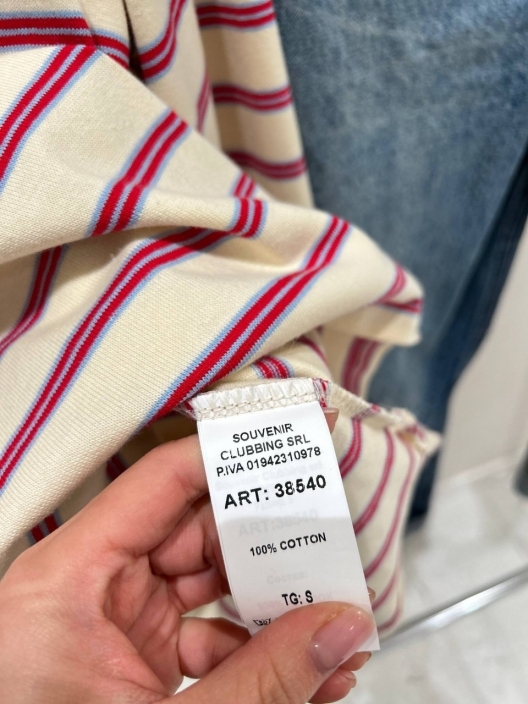 SOUVENIR
CLUBBING SRL
P.IVA 01942310978
ART: 38540
100% COTTON
TG: S